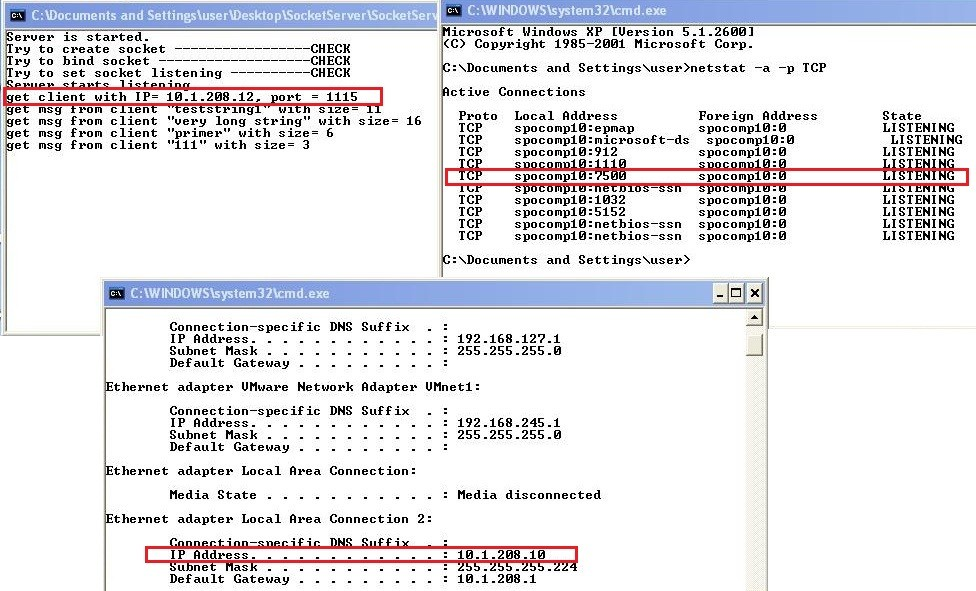 C:\Documents and Settings\user\Desktop\SocketServer\SocketServ
Server is started.
Try to create socket -----------------CHECK
Try to bind socket -------------------CHECK
Try to set socket listening ----------CHECK
Server starts listening
get client with IP= 10.1.208.12, port = 1115
get msg from client "teststring1" with size= 11
get msg from client "very long string" with size= 16
get msg from client "primer" with size= 6
get msg from client "111" with size= 3
C:\WINDOWS\system32\cmd.exe
Microsoft Windows XP [Version 5.1.2600]
(C) Copyright 1985-2001 Microsoft Corp.
C:\Documents and Settings\user>netstat -a -p TCP
Active Connections
Proto Local Address Foreign Address State
TCP spocomp10:epmap spocomp10:0 LISTENING
TCP spocomp10:microsoft-ds spocomp10:0 LISTENING
TCP spocomp10:912 spocomp10:0 LISTENING
TCP spocomp10:1110 spocomp10:0 LISTENING
TCP spocomp10:7500 spocomp10:0 LISTENING
TCP spocomp10:netbios-ssn spocomp10:0 LISTENING
TCP spocomp10:1032 spocomp10:0 LISTENING
TCP spocomp10:5152 spocomp10:0 LISTENING
TCP spocomp10:netbios-ssn spocomp10:0 LISTENING
TCP spocomp10:netbios-ssn spocomp10:0 LISTENING
C:\Documents and Settings\user>
C:\WINDOWS\system32\cmd.exe
Connection-specific DNS Suffix . :
IP Address. . . . . . . . . . . . : 192.168.127.1
Subnet Mask . . . . . . . . . . . : 255.255.255.0
Default Gateway . . . . . . . . . :
Ethernet adapter VMware Network Adapter VMnet1:
Connection-specific DNS Suffix . :
IP Address. . . . . . . . . . . . : 192.168.245.1
Subnet Mask . . . . . . . . . . . : 255.255.255.0
Default Gateway . . . . . . . . . :
Ethernet adapter Local Area Connection:
Media State . . . . . . . . . . . : Media disconnected
Ethernet adapter Local Area Connection 2:
Connection-specific DNS Suffix . :
IP Address. . . . . . . . . . . . : 10.1.208.10
Subnet Mask . . . . . . . . . . . : 255.255.255.224
Default Gateway . . . . . . . . . : 10.1.208.1